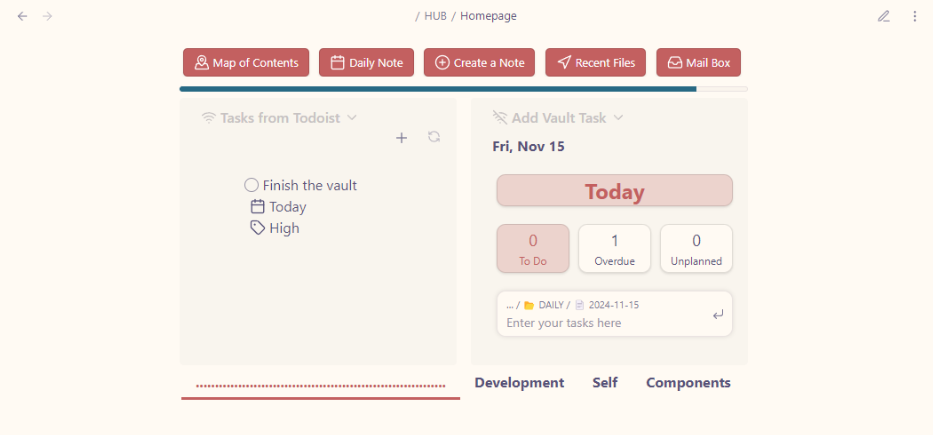 / HUB / Homepage
Map of Contents Daily Note Create a Note Recent Files Mail Box
Tasks from Todoist
Finish the vault
Today
High
Add Vault Task
Fri, Nov 15
Today
0 1 0
To Do Overdue Unplanned
... / DAILY / 2024-11-15
Enter your tasks here
Development Self Components